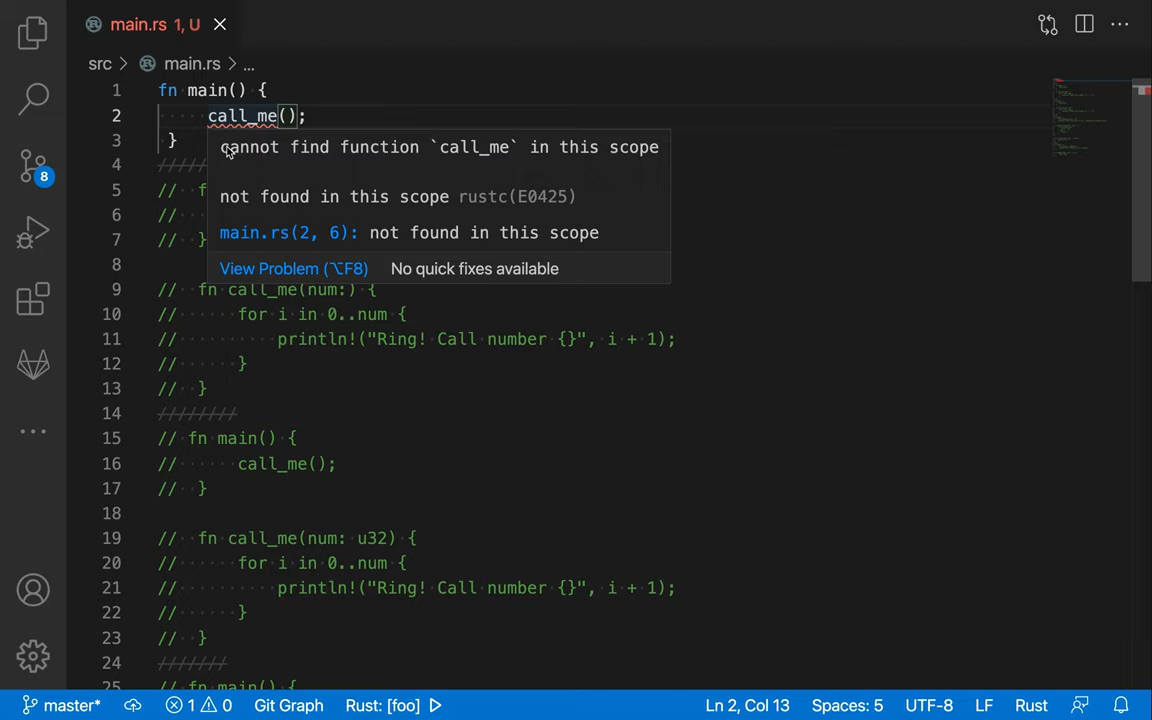 main.rs 1, U
src > main.rs > ...
1 fn main() {
2 call_me();
3 }
cannot find function `call_me` in this scope
not found in this scope rustc(E0425)
main.rs(2, 6): not found in this scope
View Problem (⌥F8) No quick fixes available
4 /////
5 // f
6 //
7 // }
8
9 // fn call_me(num:) {
10 // for i in 0..num {
11 // println!("Ring! Call number {}", i + 1);
12 // }
13 // }
14 ////////
15 // fn main() {
16 // call_me();
17 // }
18
19 // fn call_me(num: u32) {
20 // for i in 0..num {
21 // println!("Ring! Call number {}", i + 1);
22 // }
23 // }
24 ///////
25 // fn main() {
8
master* 1 0 Git Graph Rust: [foo] Ln 2, Col 13 Spaces: 5 UTF-8 LF Rust